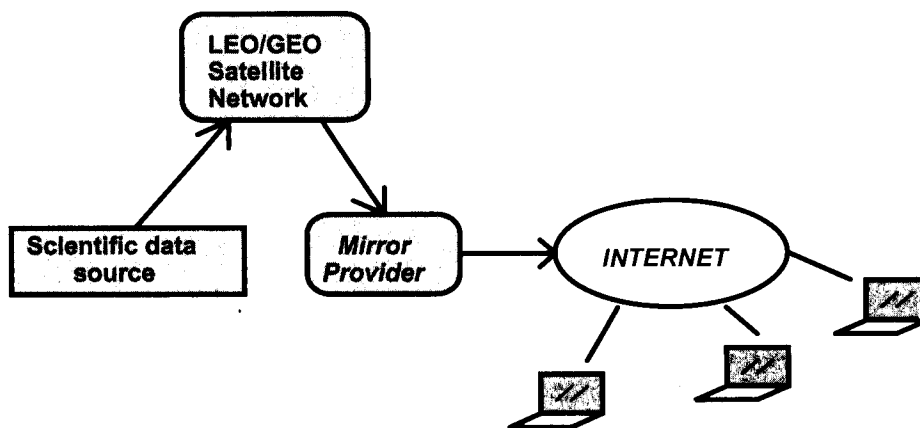 LEO/GEO
Satellite
Network
Scientific data
source
Mirror
Provider
INTERNET